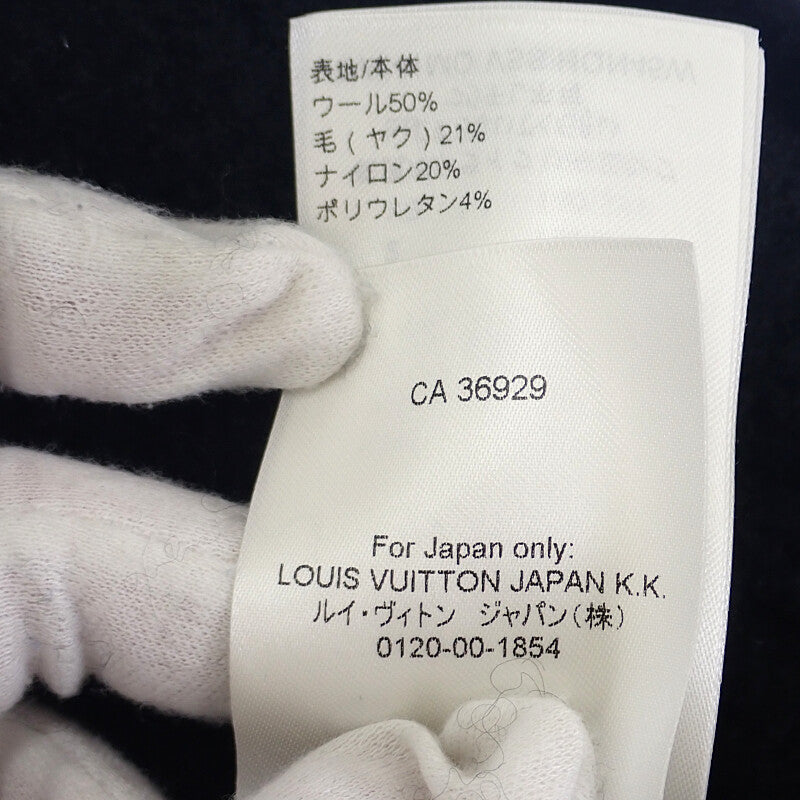 表地/本体
ウール50%
毛 ( ヤク ) 21%
ナイロン20%
ポリウレタン4%
CA 36929
For Japan only:
LOUIS VUITTON JAPAN K.K.
ルイ・ヴィトン ジャパン(株)
0120-00-1854